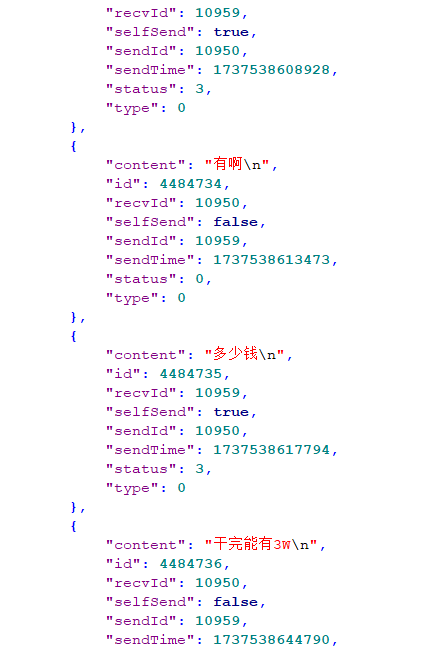 "recvId": 10959,
"selfSend": true,
"sendId": 10950,
"sendTime": 1737538608928,
"status": 3,
"type": 0
},
{
"content": "有啊\n",
"id": 4484734,
"recvId": 10950,
"selfSend": false,
"sendId": 10959,
"sendTime": 1737538613473,
"status": 0,
"type": 0
},
{
"content": "多少钱\n",
"id": 4484735,
"recvId": 10959,
"selfSend": true,
"sendId": 10950,
"sendTime": 1737538617794,
"status": 3,
"type": 0
},
{
"content": "干完能有3W\n",
"id": 4484736,
"recvId": 10950,
"selfSend": false,
"sendId": 10959,
"sendTime": 1737538644790,